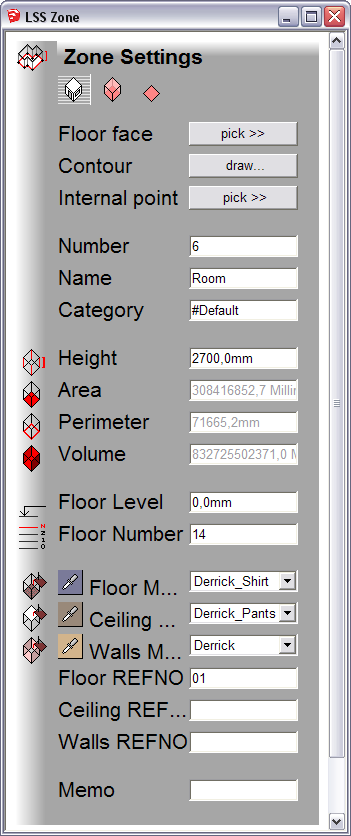 LSS Zone
Zone Settings
Floor face pick >>
Contour draw...
Internal point pick >>
Number 6
Name Room
Category #Default
Height 2700,0mm
Area 308416852,7 Millin
Perimeter 71665,2mm
Volume 832725502371,0 M
Floor Level 0,0mm
Floor Number 14
Floor M... Derrick_Shirt
Ceiling ... Derrick_Pants
Walls M... Derrick
Floor REFNO 01
Ceiling REF...
Walls REFNO
Memo